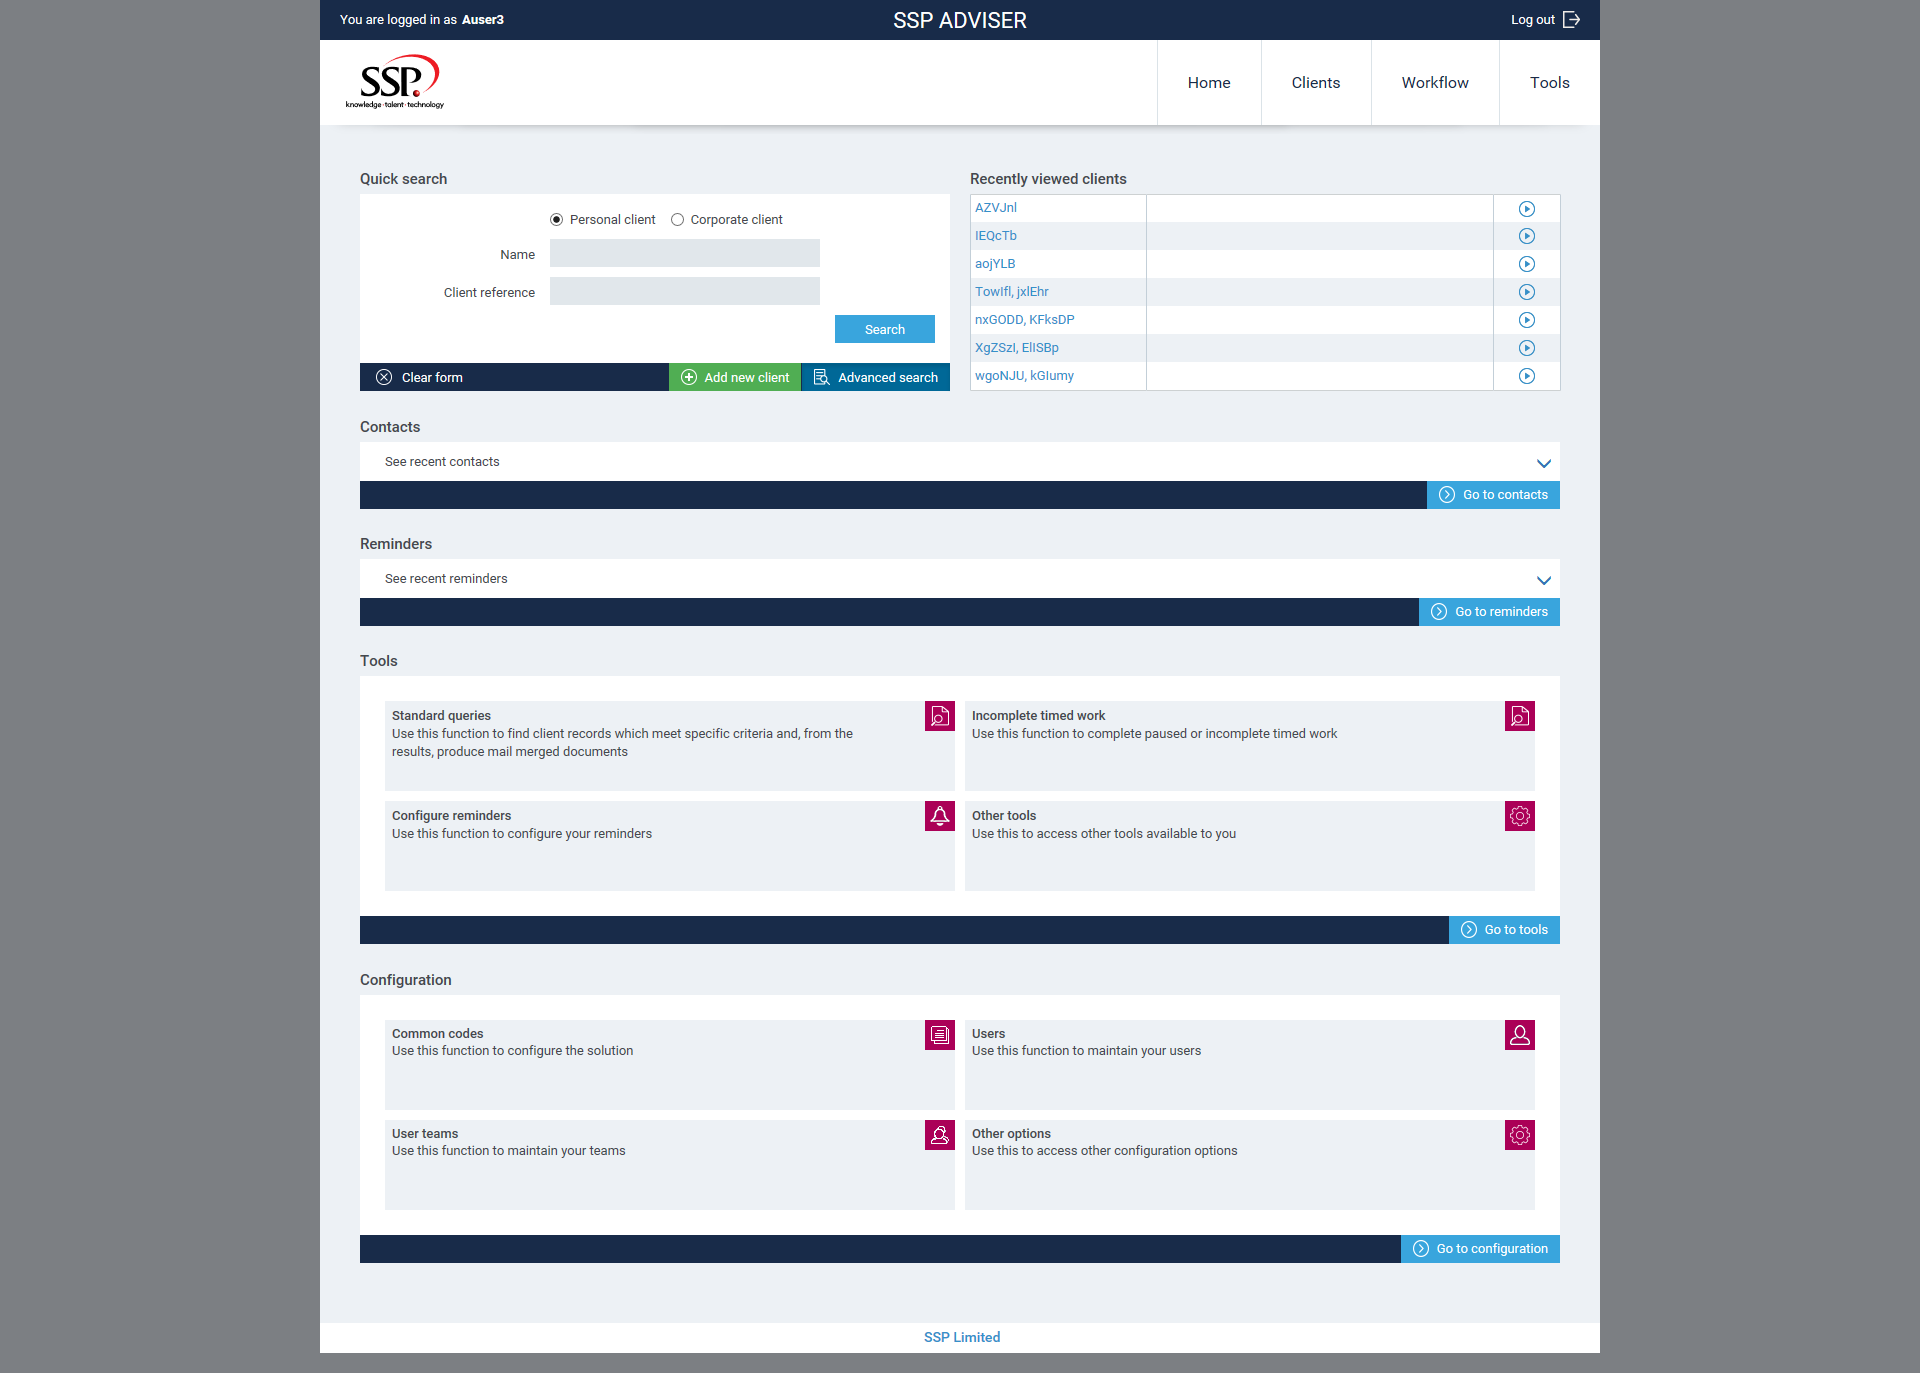 You are logged in as Auser3
SSP ADVISER
Log out
SSP.
knowledge·talent·technology
Home
Clients
Workflow
Tools
Quick search
Personal client
Corporate client
Name
Client reference
Search
Clear form
Add new client
Advanced search
Recently viewed clients
AZVJnl
IEQcTb
aojYLB
Towlfl, jxlEhr
nxGODD, KFksDP
XgZSzI, EIISBp
wgoNJU, kGlumy
Contacts
See recent contacts
Go to contacts
Reminders
See recent reminders
Go to reminders
Tools
Standard queries
Use this function to find client records which meet specific criteria and, from the
results, produce mail merged documents
Incomplete timed work
Use this function to complete paused or incomplete timed work
Configure reminders
Use this function to configure your reminders
Other tools
Use this to access other tools available to you
Go to tools
Configuration
Common codes
Use this function to configure the solution
Users
Use this function to maintain your users
User teams
Use this function to maintain your teams
Other options
Use this to access other configuration options
Go to configuration
SSP Limited